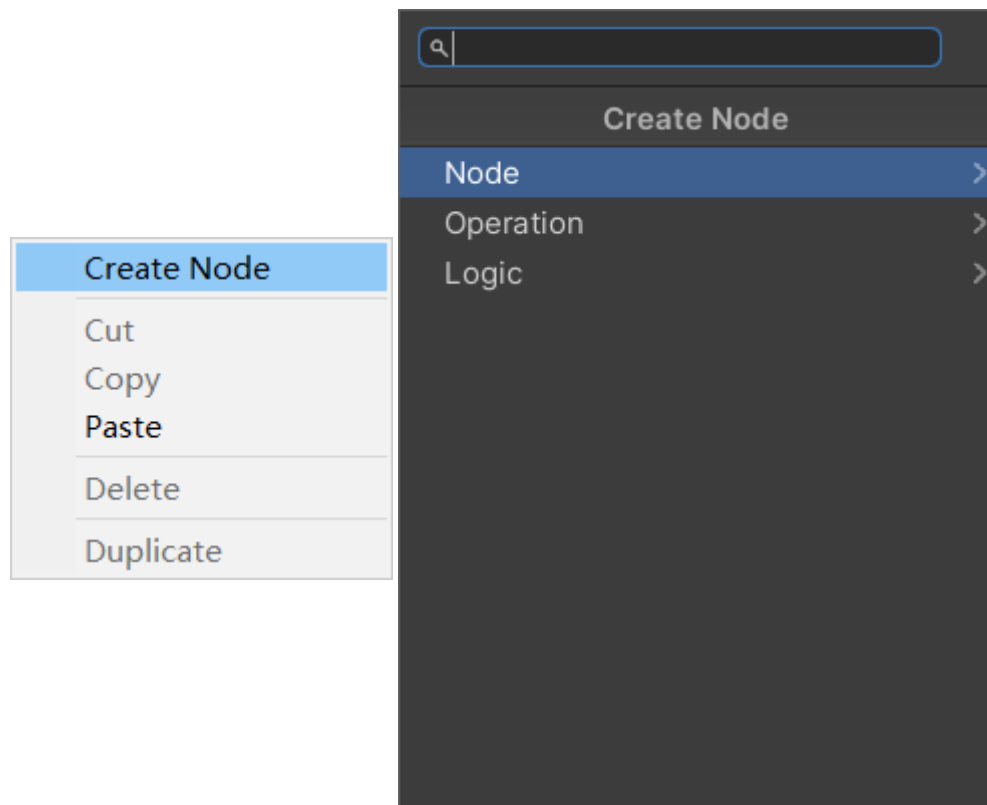 Create Node
Cut
Copy
Paste
Delete
Duplicate
Create Node
Node
Operation
Logic